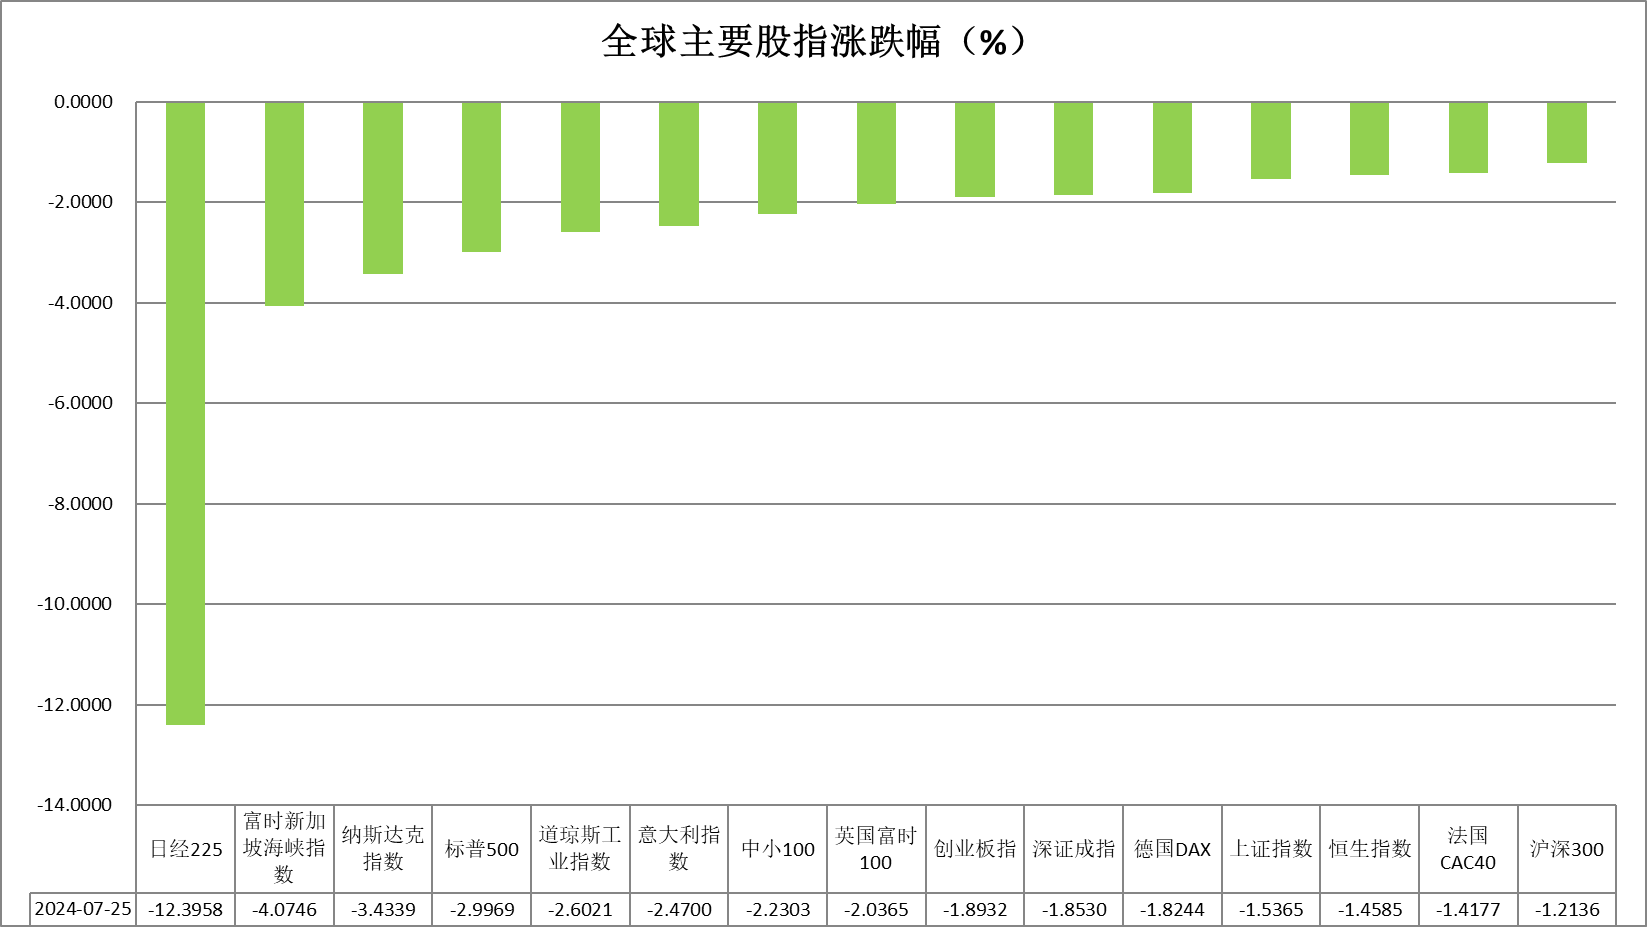 全球主要股指涨跌幅（%）
0.0000
-2.0000
-4.0000
-6.0000
-8.0000
-10.0000
-12.0000
-14.0000
日经225
富时新加
坡海峡指
数
纳斯达克
指数
标普500
道琼斯工
业指数
意大利指
数
中小100
英国富时
100
创业板指
深证成指
德国DAX
上证指数
恒生指数
法国
CAC40
沪深300
2024-07-25 -12.3958 -4.0746 -3.4339 -2.9969 -2.6021 -2.4700 -2.2303 -2.0365 -1.8932 -1.8530 -1.8244 -1.5365 -1.4585 -1.4177 -1.2136